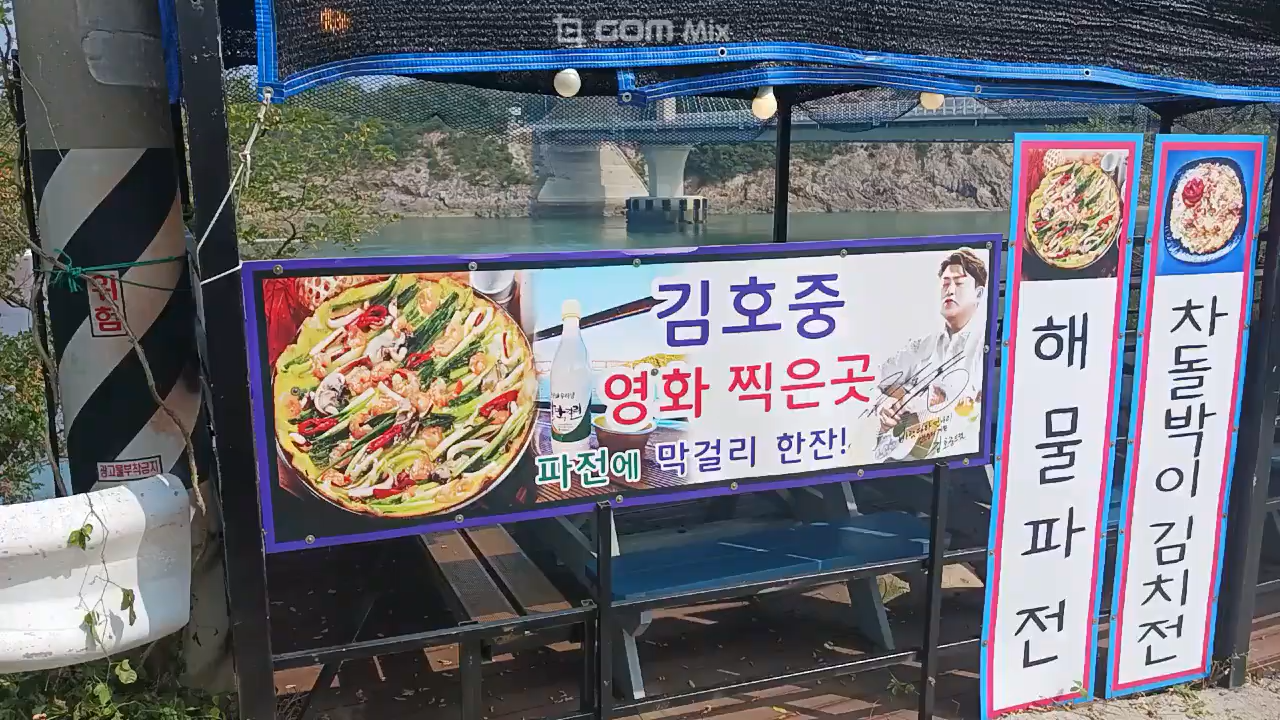 GOM Mix
위험
광고물부착금지
김호중
영화 찍은곳
파전에 막걸리 한잔!
해물파전
차돌박이김치전